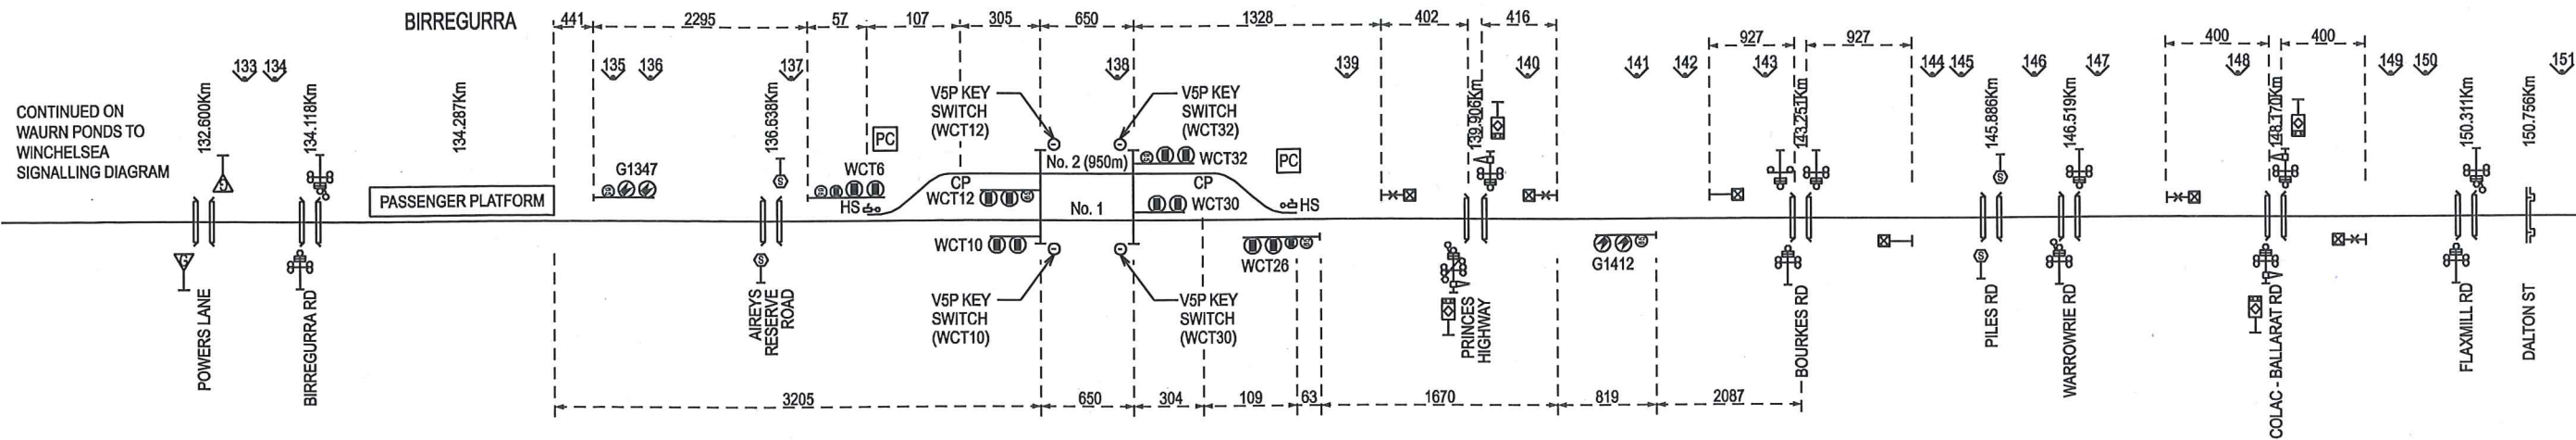 BIRREGURRA
441
2295
57
107
305
650
1328
402
416
927
927
400
400
133
134
135
136
137
138
139
140
141
142
143
144
145
146
147
148
149
150
151
CONTINUED ON
WAURN PONDS TO
WINCHELSEA
SIGNALLING DIAGRAM
132.600Km
134.118Km
134.287Km
136.638Km
139.906Km
143.251Km
145.886Km
146.519Km
148.171Km
150.311Km
150.756Km
V5P KEY
SWITCH
(WCT12)
V5P KEY
SWITCH
(WCT32)
PC
PC
G1347
WCT6
No. 2 (950m)
WCT32
PASSENGER PLATFORM
S
CP
CP
WCT12
WCT30
HS
No. 1
HS
WCT10
WCT26
G1412
G
G
S
S
S
V5P KEY
SWITCH
(WCT10)
V5P KEY
SWITCH
(WCT30)
POWERS LANE
BIRREGURRA RD
AIREYS
RESERVE
ROAD
PRINCES
HIGHWAY
BOURKES RD
PILES RD
WARROWRIE RD
COLAC - BALLARAT RD
FLAXMILL RD
DALTON ST
3205
650
304
109
63
1670
819
2087